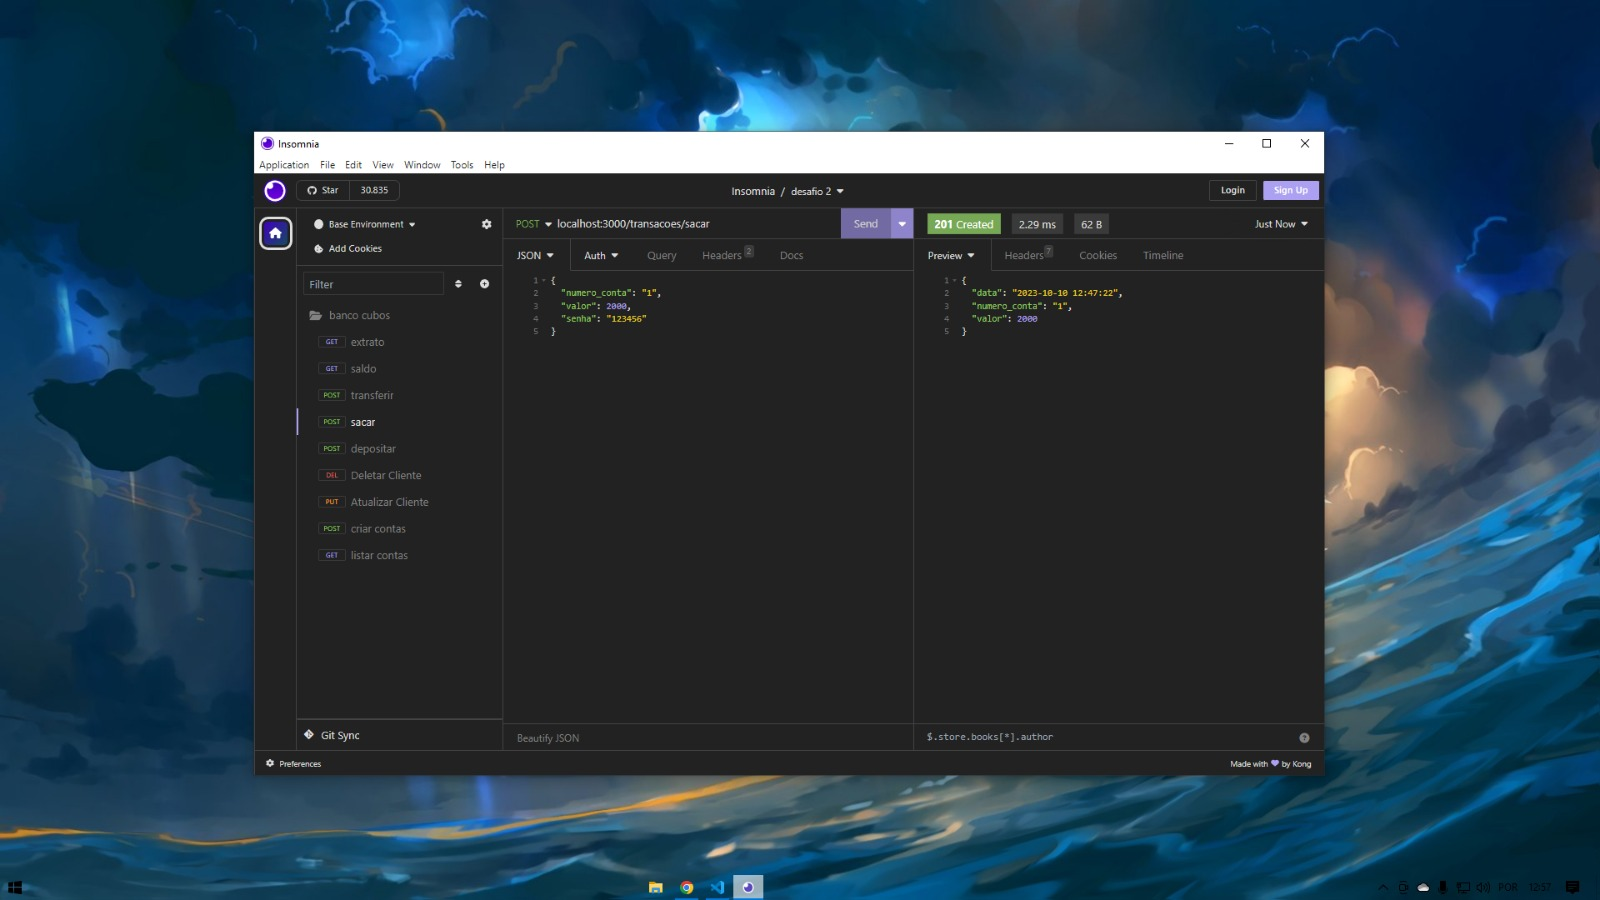 Insomnia
Application File Edit View Window Tools Help
Star 30.835
Insomnia / desafio 2
Login Sign Up
Base Environment
Add Cookies
Filter
banco cubos
GET extrato
GET saldo
POST transferir
POST sacar
POST depositar
DEL Deletar Cliente
PUT Atualizar Cliente
POST criar contas
GET listar contas
Git Sync
POST localhost:3000/transacoes/sacar Send
JSON Auth Query Headers 2 Docs
1 {
2 "numero_conta": "1",
3 "valor": 2000,
4 "senha": "123456"
5 }
Beautify JSON
201 Created 2.29 ms 62 B Just Now
Preview Headers 7 Cookies Timeline
1 {
2 "data": "2023-10-10 12:47:22",
3 "numero_conta": "1",
4 "valor": 2000
5 }
$.store.books[*].author
Preferences
Made with by Kong
POR 12:57